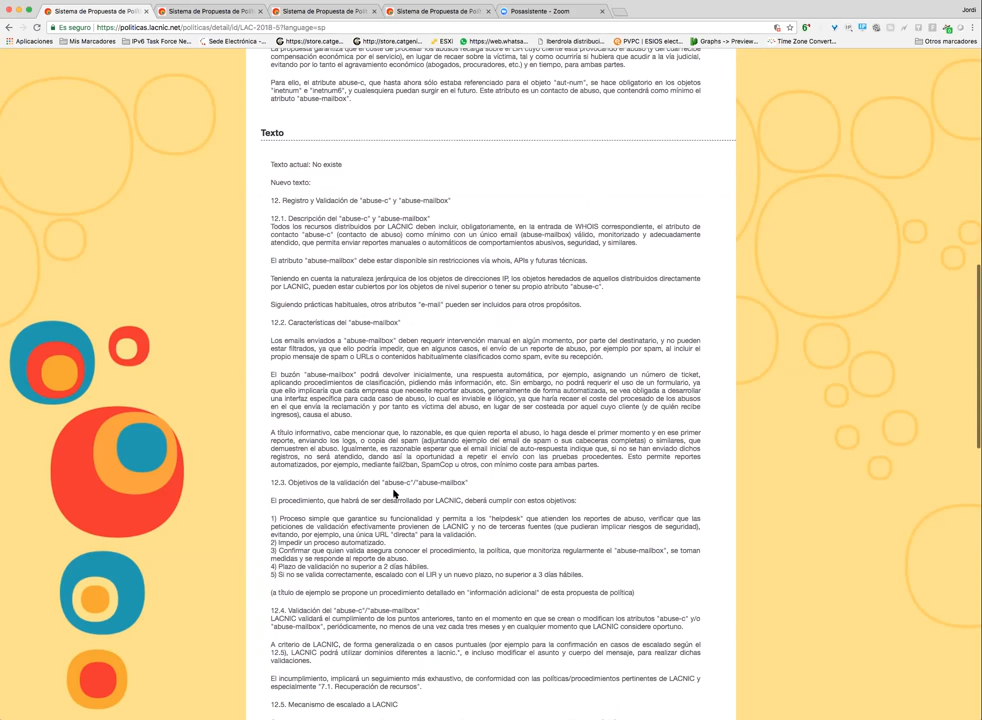 Sistema de Propuesta de Polí
Sistema de Propuesta de Polí
Sistema de Propuesta de Polí
Sistema de Propuesta de Polí
Posasistente - Zoom
Jordi
Es seguro
https://politicas.lacnic.net/politicas/detail/id/LAC-2018-5?language=sp
Aplicaciones
Mis Marcadores
IPv6 Task Force Ne...
Sede Electrónica -...
https://store.catge...
http://store.catgeni...
ESXi
https://web.whatsa...
Iberdrola distribuci...
PVPC | ESIOS elect...
Graphs -> Preview...
Time Zone Convert...
Otros marcadores
compensación económica por el servicio), en lugar de recaer sobre la víctima, tal y como ocurriría si hubiera que acudir a la vía judicial,
evitando por lo tanto el agravamiento económico (abogados, procuradores, etc.) y en tiempo, para ambas partes.
Para ello, el atributo abuse-c, que hasta ahora sólo estaba referenciado para el objeto "aut-num", se hace obligatorio en los objetos
"inetnum" e "inetnum6", y cualesquiera puedan surgir en el futuro. Este atributo es un contacto de abuso, que contendrá como mínimo el
atributo "abuse-mailbox".
Texto
Texto actual: No existe
Nuevo texto:
12. Registro y Validación de "abuse-c" y "abuse-mailbox"
12.1. Descripción del "abuse-c" y "abuse-mailbox"
Todos los recursos distribuidos por LACNIC deben incluir, obligatoriamente, en la entrada de WHOIS correspondiente, el atributo de
contacto "abuse-c" (contacto de abuso) como mínimo con un único email (abuse-mailbox) válido, monitorizado y adecuadamente
atendido, que permita enviar reportes manuales o automáticos de comportamientos abusivos, seguridad, y similares.
El atributo "abuse-mailbox" debe estar disponible sin restricciones vía whois, APIs y futuras técnicas.
Teniendo en cuenta la naturaleza jerárquica de los objetos de direcciones IP, los objetos heredados de aquellos distribuidos directamente
por LACNIC, pueden estar cubiertos por los objetos de nivel superior o tener su propio atributo "abuse-c".
Siguiendo prácticas habituales, otros atributos "e-mail" pueden ser incluidos para otros propósitos.
12.2. Características del "abuse-mailbox"
Los emails enviados a "abuse-mailbox" deben requerir intervención manual en algún momento, por parte del destinatario, y no pueden
estar filtrados, ya que ello podría impedir, que en algunos casos, el envío de un reporte de abuso, por ejemplo por spam, al incluir el
propio mensaje de spam o URLs o contenidos habitualmente clasificados como spam, evite su recepción.
El buzón "abuse-mailbox" podrá devolver inicialmente, una respuesta automática, por ejemplo, asignando un número de ticket,
aplicando procedimientos de clasificación, pidiendo más información, etc. Sin embargo, no podrá requerir el uso de un formulario, ya
que ello implicaría que cada empresa que necesite reportar abusos, generalmente de forma automatizada, se vea obligada a desarrollar
una interfaz específica para cada caso de abuso, lo cual es inviable e ilógico, ya que haría recaer el costo del procesado de los abusos
en el que envía la reclamación y por tanto es víctima del abuso, en lugar de ser costeada por aquel cuyo cliente (y de quién recibe
ingresos), causa el abuso.
A título informativo, cabe mencionar que, lo razonable, es que quien reporta el abuso, lo haga desde el primer momento y en ese primer
reporte, enviando los logs, o copia del spam (adjuntando ejemplo del email de spam o sus cabeceras completas) o similares, que
demuestren el abuso. Igualmente, es razonable esperar que el email inicial de auto-respuesta indique que, si no se han enviado dichos
registros, no será atendido, dando así la oportunidad a repetir el envío con las pruebas procedentes. Esto permite reportes
automatizados, por ejemplo, mediante fail2ban, SpamCop u otros, con mínimo coste para ambas partes.
12.3. Objetivos de la validación del "abuse-c"/"abuse-mailbox"
El procedimiento, que habrá de ser desarrollado por LACNIC, deberá cumplir con estos objetivos:
1) Proceso simple que garantice su funcionalidad y permita a los "helpdesk" que atienden los reportes de abuso, verificar que las
peticiones de validación efectivamente provienen de LACNIC y no de terceras fuentes (que pudieran implicar riesgos de seguridad),
evitando, por ejemplo, una única URL "directa" para la validación.
2) Impedir un proceso automatizado.
3) Confirmar que quien valida asegura conocer el procedimiento, la política, que monitoriza regularmente el "abuse-mailbox", se toman
medidas y se responde al reporte de abuso.
4) Plazo de validación no superior a 2 días hábiles.
5) Si no se valida correctamente, escalado con el LIR y un nuevo plazo, no superior a 3 días hábiles.
(a título de ejemplo se propone un procedimiento detallado en "información adicional" de esta propuesta de política)
12.4. Validación del "abuse-c"/"abuse-mailbox"
LACNIC validará el cumplimiento de los puntos anteriores, tanto en el momento en que se crean o modifican los atributos "abuse-c" y/o
"abuse-mailbox", periódicamente, no menos de una vez cada tres meses y en cualquier momento que LACNIC considere oportuno.
A criterio de LACNIC, de forma generalizada o en casos puntuales (por ejemplo para la confirmación en casos de escalado según el
12.5), LACNIC podrá utilizar dominios diferentes a lacnic.*, e incluso modificar el asunto y cuerpo del mensaje, para realizar dichas
validaciones.
El incumplimiento, implicará un seguimiento más exhaustivo, de conformidad con las políticas/procedimientos pertinentes de LACNIC y
especialmente "7.1. Recuperación de recursos".
12.5. Mecanismo de escalado a LACNIC